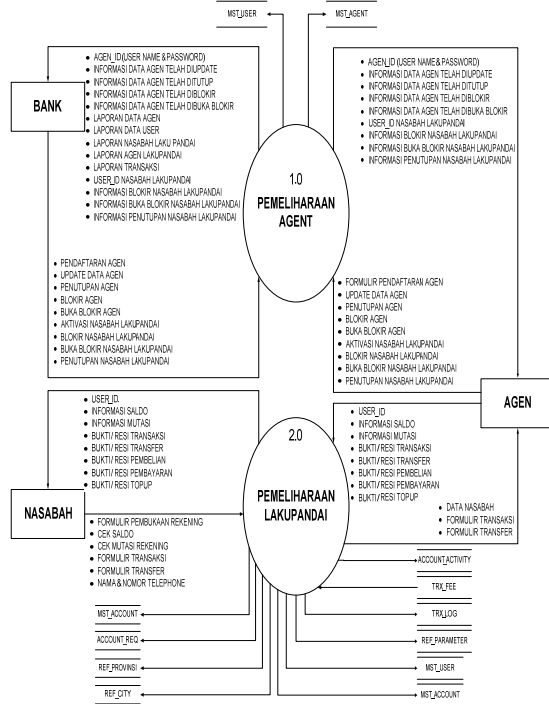 MST_USER
MST_AGENT
BANK
• AGEN_ID (USER NAME & PASSWORD)
• INFORMASI DATA AGEN TELAH DIUPDATE
• INFORMASI DATA AGEN TELAH DITUTUP
• INFORMASI DATA AGEN TELAH DIBLOKIR
• INFORMASI DATA AGEN TELAH DIBUKA BLOKIR
• LAPORAN DATA AGEN
• LAPORAN DATA USER
• LAPORAN NASABAH LAKU PANDAI
• LAPORAN AGEN LAKUPANDAI
• LAPORAN TRANSAKSI
• USER_ID NASABAH LAKUPANDAI
• INFORMASI BLOKIR NASABAH LAKUPANDAI
• INFORMASI BUKA BLOKIR NASABAH LAKUPANDAI
• INFORMASI PENUTUPAN NASABAH LAKUPANDAI
• AGEN_ID (USER NAME & PASSWORD)
• INFORMASI DATA AGEN TELAH DIUPDATE
• INFORMASI DATA AGEN TELAH DITUTUP
• INFORMASI DATA AGEN TELAH DIBLOKIR
• INFORMASI DATA AGEN TELAH DIBUKA BLOKIR
• USER_ID NASABAH LAKUPANDAI
• INFORMASI BLOKIR NASABAH LAKUPANDAI
• INFORMASI BUKA BLOKIR NASABAH LAKUPANDAI
• INFORMASI PENUTUPAN NASABAH LAKUPANDAI
1.0
PEMELIHARAAN
AGENT
• PENDAFTARAN AGEN
• UPDATE DATA AGEN
• PENUTUPAN AGEN
• BLOKIR AGEN
• BUKA BLOKIR AGEN
• AKTIVASI NASABAH LAKUPANDAI
• BLOKIR NASABAH LAKUPANDAI
• BUKA BLOKIR NASABAH LAKUPANDAI
• PENUTUPAN NASABAH LAKUPANDAI
• FORMULIR PENDAFTARAN AGEN
• UPDATE DATA AGEN
• PENUTUPAN AGEN
• BLOKIR AGEN
• BUKA BLOKIR AGEN
• AKTIVASI NASABAH LAKUPANDAI
• BLOKIR NASABAH LAKUPANDAI
• BUKA BLOKIR NASABAH LAKUPANDAI
• PENUTUPAN NASABAH LAKUPANDAI
AGEN
• USER_ID.
• INFORMASI SALDO
• INFORMASI MUTASI
• BUKTI / RESI TRANSAKSI
• BUKTI / RESI TRANSFER
• BUKTI / RESI PEMBELIAN
• BUKTI / RESI PEMBAYARAN
• BUKTI / RESI TOPUP
2.0
PEMELIHARAAN
LAKUPANDAI
• USER_ID
• INFORMASI SALDO
• INFORMASI MUTASI
• BUKTI / RESI TRANSAKSI
• BUKTI / RESI TRANSFER
• BUKTI / RESI PEMBELIAN
• BUKTI / RESI PEMBAYARAN
• BUKTI / RESI TOPUP
NASABAH
• DATA NASABAH
• FORMULIR TRANSAKSI
• FORMULIR TRANSFER
• FORMULIR PEMBUKAAN REKENING
• CEK SALDO
• CEK MUTASI REKENING
• FORMULIR TRANSAKSI
• FORMULIR TRANSFER
• NAMA & NOMOR TELEPHONE
MST_ACCOUNT
ACCOUNT_REQ
REF_PROVINSI
REF_CITY
ACCOUNT_ACTIVITY
TRX_FEE
TRX_LOG
REF_PARAMETER
MST_USER
MST_ACCOUNT